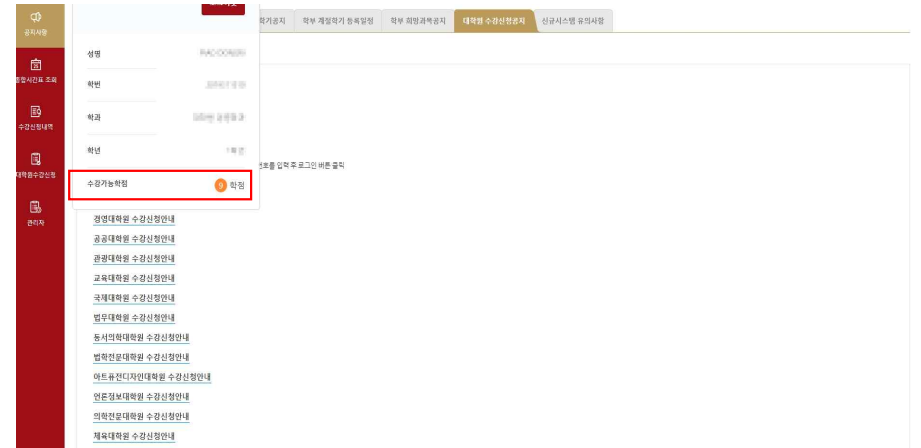 공지사항
종합시간표 조회
수강신청내역
대학원수강신청
관리자
학기공지
학부 계절학기 등록일정
학부 희망과목공지
대학원 수강신청공지
신규시스템 유의사항
성명
학번
학과
학년
수강가능학점 9 학점
번호를 입력 후 로그인 버튼 클릭
경영대학원 수강신청안내
공공대학원 수강신청안내
관광대학원 수강신청안내
교육대학원 수강신청안내
국제대학원 수강신청안내
법무대학원 수강신청안내
동서의학대학원 수강신청안내
법학전문대학원 수강신청안내
아트퓨전디자인대학원 수강신청안내
언론정보대학원 수강신청안내
의학전문대학원 수강신청안내
체육대학원 수강신청안내